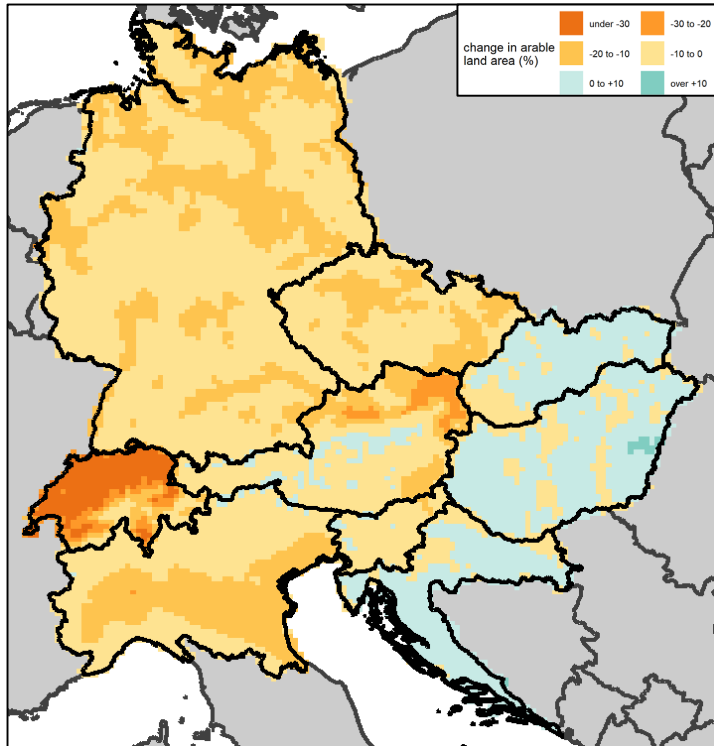 change in arable
land area (%)
under -30
-30 to -20
-20 to -10
-10 to 0
0 to +10
over +10